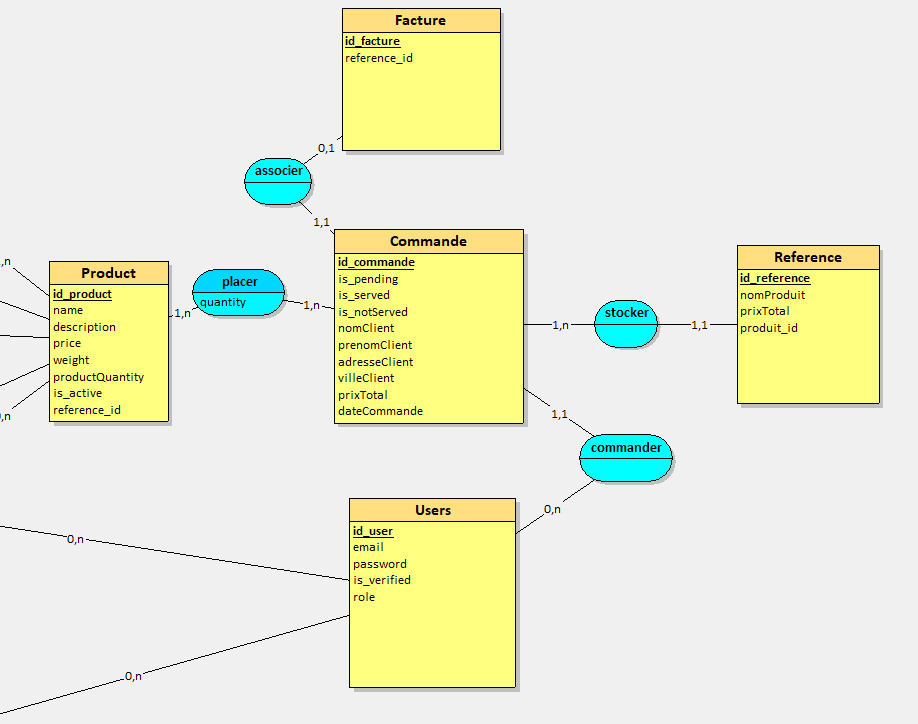 Facture
id_facture
reference_id
0,1
associer
1,1
Commande
id_commande
is_pending
is_served
is_notServed
nomClient
prenomClient
adresseClient
villeClient
prixTotal
dateCommande
,n
Product
id_product
name
description
price
weight
productQuantity
is_active
reference_id
,n
1,n
placer
quantity
1,n
1,n
stocker
1,1
Reference
id_reference
nomProduit
prixTotal
produit_id
1,1
commander
0,n
Users
id_user
email
password
is_verified
role
0,n
0,n